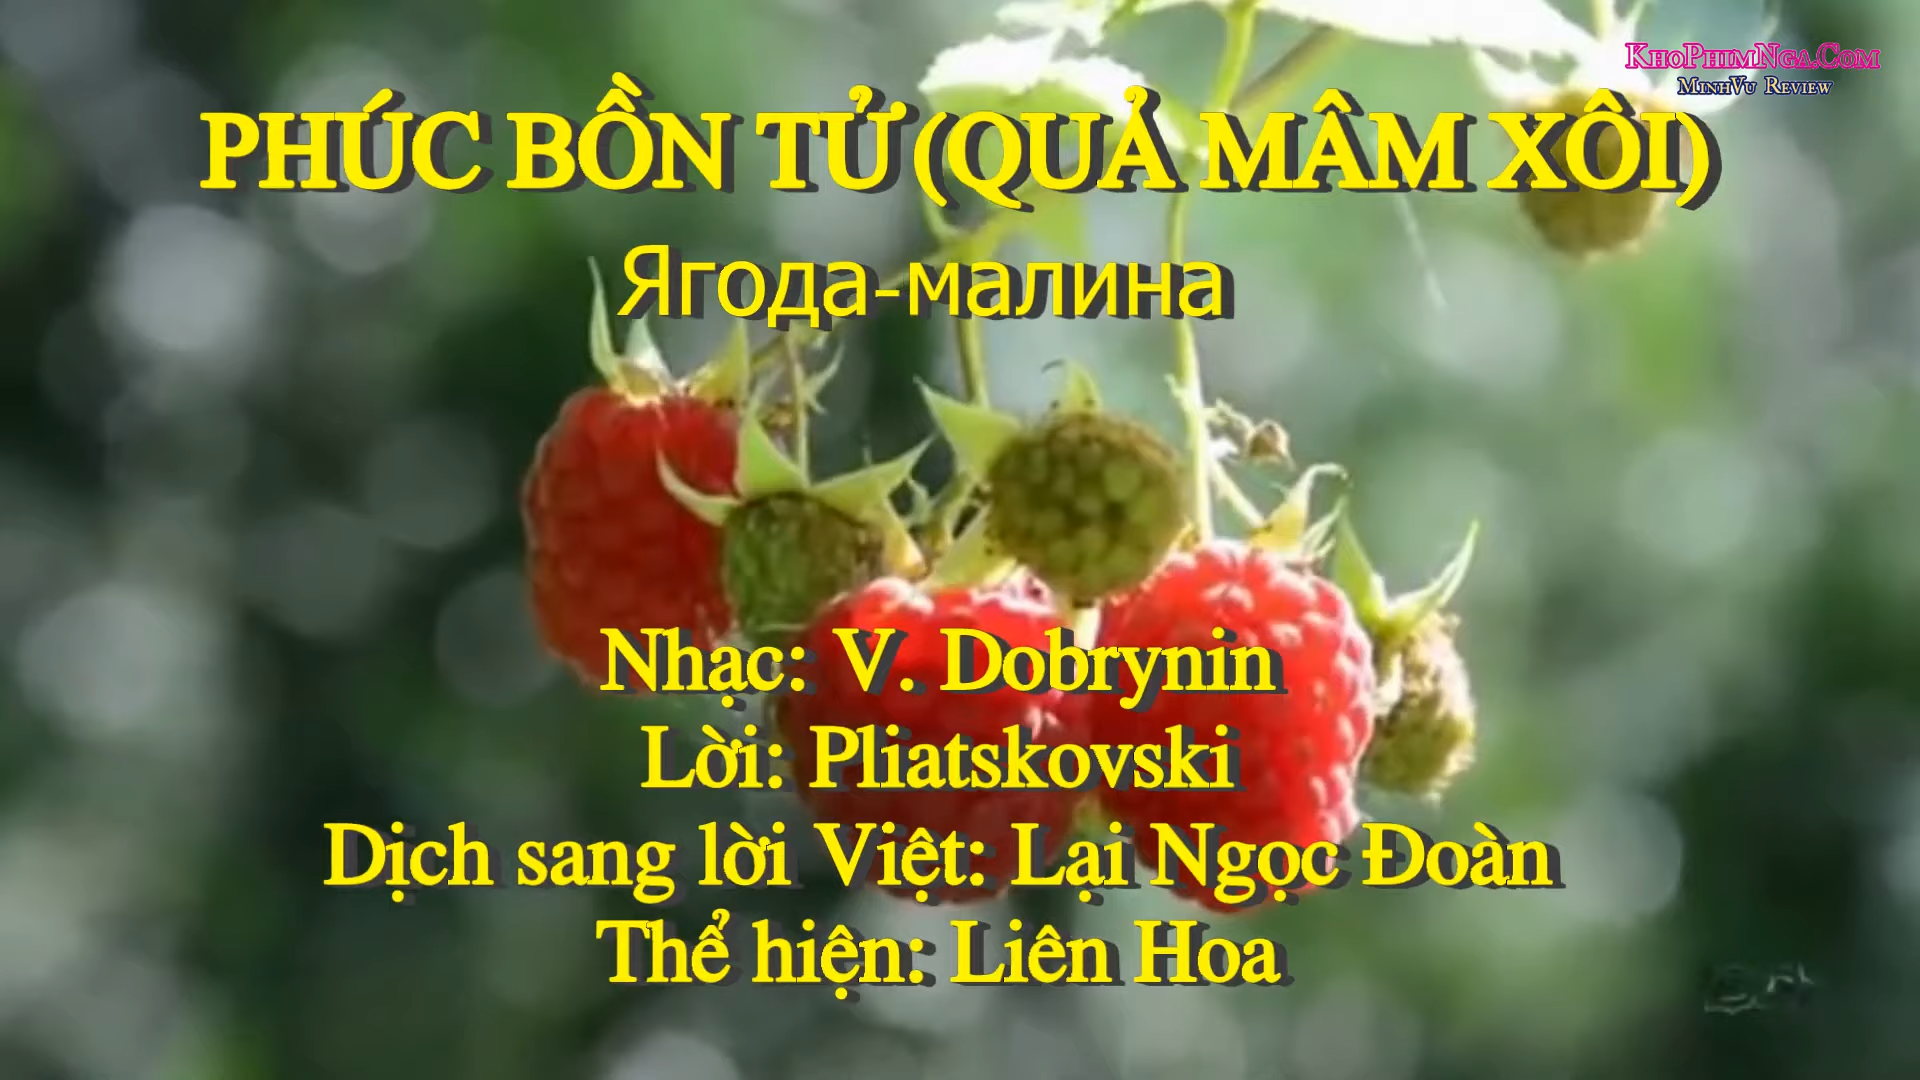 KhoPhimNga.Com
MinhVu Review
PHÚC BỒN TỬ (QUẢ MÂM XÔI)
Ягода-малина
Nhạc: V. Dobrynin
Lời: Pliatskovski
Dịch sang lời Việt: Lại Ngọc Đoàn
Thể hiện: Liên Hoa